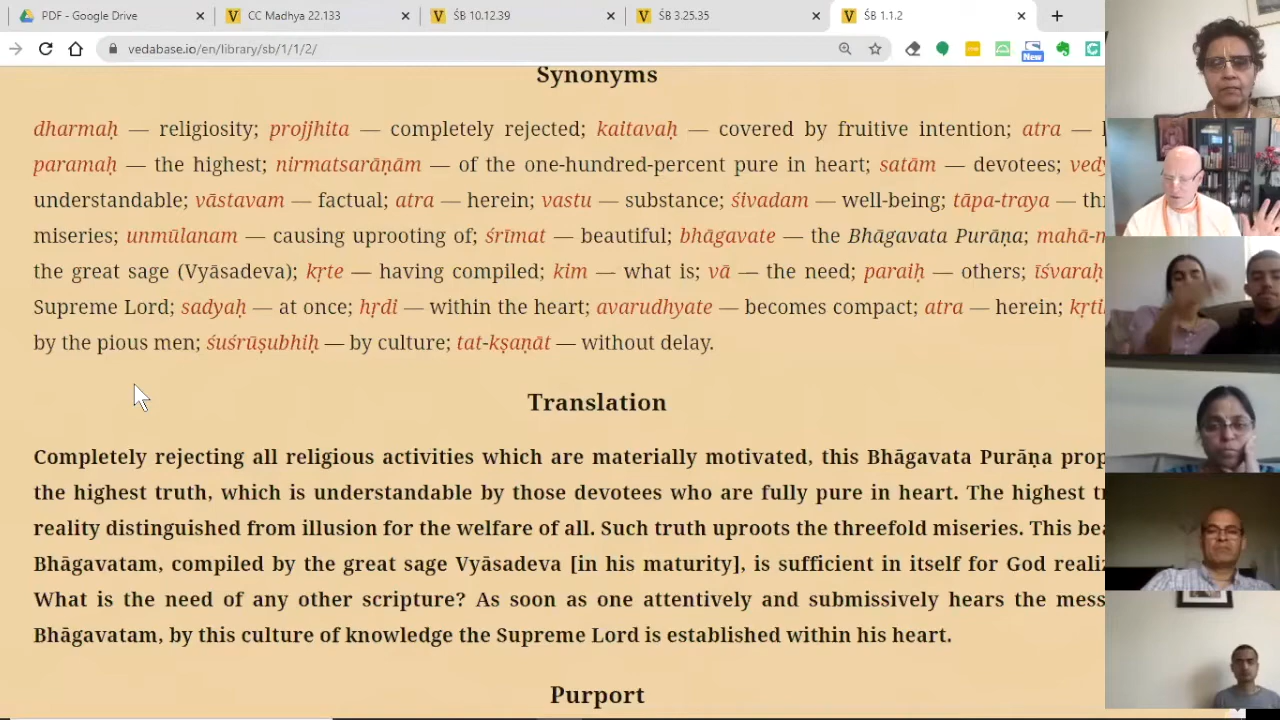 PDF - Google Drive
CC Madhya 22.133
ŚB 10.12.39
ŚB 3.25.35
ŚB 1.1.2
vedabase.io/en/library/sb/1/1/2/
New
Synonyms
dharmaḥ — religiosity; projjhita — completely rejected; kaitavaḥ — covered by fruitive intention; atra —
paramaḥ — the highest; nirmatsarāṇām — of the one-hundred-percent pure in heart; satām — devotees;
understandable; vāstavam — factual; atra — herein; vastu — substance; śivadam — well-being; tāpa-traya —
miseries; unmūlanam — causing uprooting of; śrīmat — beautiful; bhāgavate — the Bhāgavata Purāṇa;
the great sage (Vyāsadeva); kṛte — having compiled; kim — what is; vā — the need; paraiḥ — others; īśvaraḥ
Supreme Lord; sadyaḥ — at once; hṛdi — within the heart; avarudhyate — becomes compact; atra — herein;
by the pious men; śuśrūṣubhiḥ — by culture; tat-kṣaṇāt — without delay.
Translation
Completely rejecting all religious activities which are materially motivated, this Bhāgavata Purāṇa
the highest truth, which is understandable by those devotees who are fully pure in heart. The highest
reality distinguished from illusion for the welfare of all. Such truth uproots the threefold miseries. This
Bhāgavatam, compiled by the great sage Vyāsadeva [in his maturity], is sufficient in itself for God
What is the need of any other scripture? As soon as one attentively and submissively hears the
Bhāgavatam, by this culture of knowledge the Supreme Lord is established within his heart.
Purport